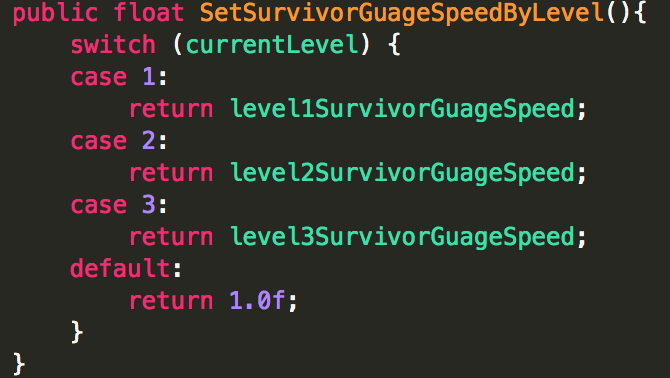 public float SetSurvivorGuageSpeedByLevel(){
    switch (currentLevel) {
    case 1:
        return level1SurvivorGuageSpeed;
    case 2:
        return level2SurvivorGuageSpeed;
    case 3:
        return level3SurvivorGuageSpeed;
    default:
        return 1.0f;
    }
}